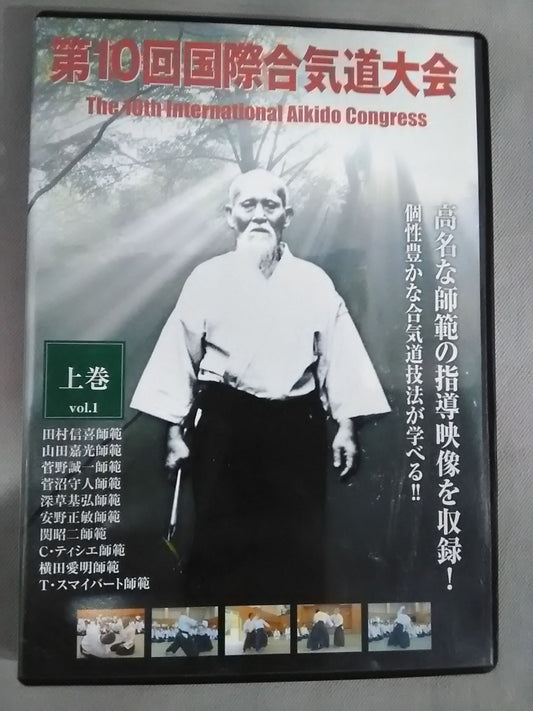 第10回国際合気道大会
The 10th International Aikido Congress
高名な師範の指導映像を収録!
個性豊かな合気道技法が学べる!!
上巻
vol.1
田村信喜師範
山田嘉光師範
菅野誠一師範
菅沼守人師範
深草基弘師範
安野正敏師範
関昭二師範
C・ティシエ師範
横田愛明師範
T・スマイバート師範